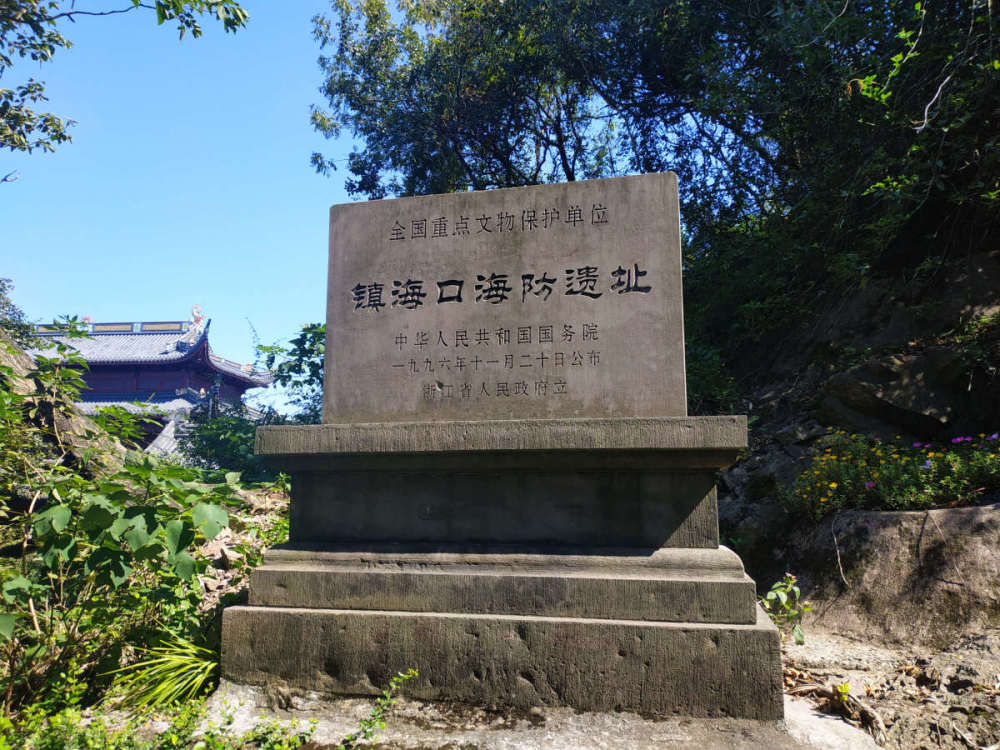 全国重点文物保护单位
镇海口海防遗址
中华人民共和国国务院
一九九六年十一月二十日公布
浙江省人民政府立